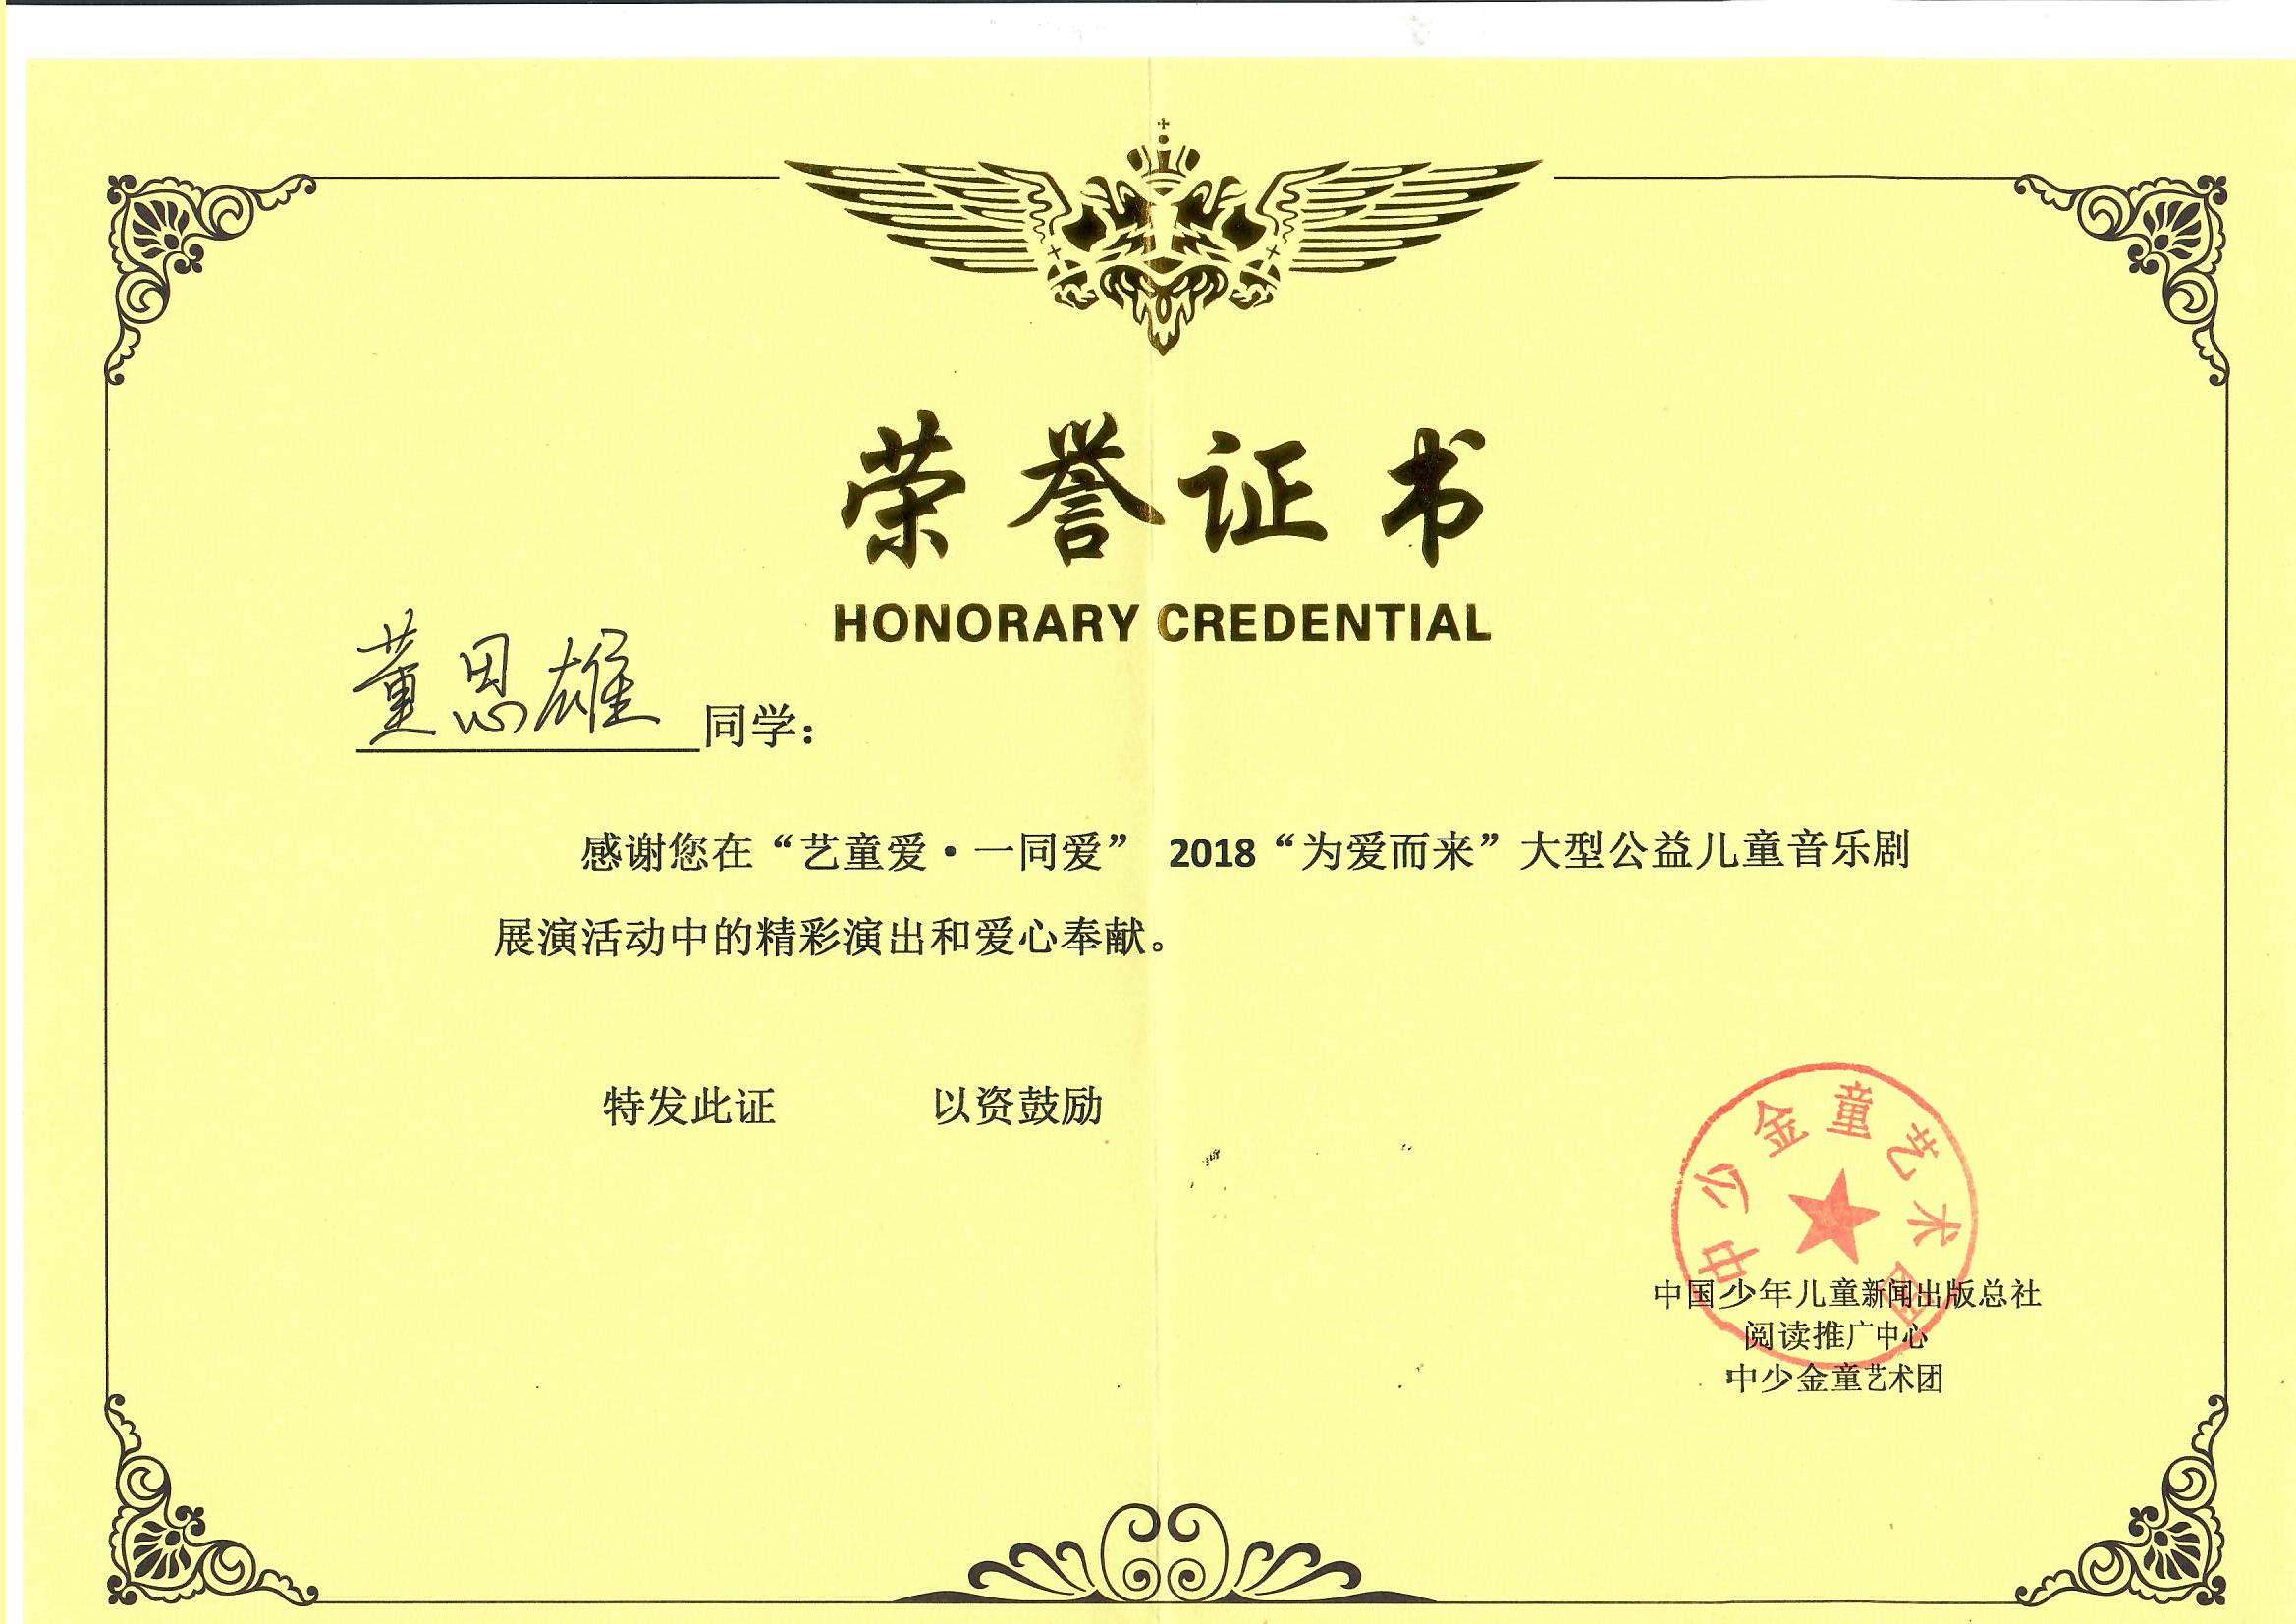 荣誉证书
HONORARY CREDENTIAL
董恩雄同学：
感谢您在“艺童爱·一同爱” 2018“为爱而来”大型公益儿童音乐剧
展演活动中的精彩演出和爱心奉献。
特发此证 以资鼓励
中少金童艺术团
中国少年儿童新闻出版总社
阅读推广中心
中少金童艺术团